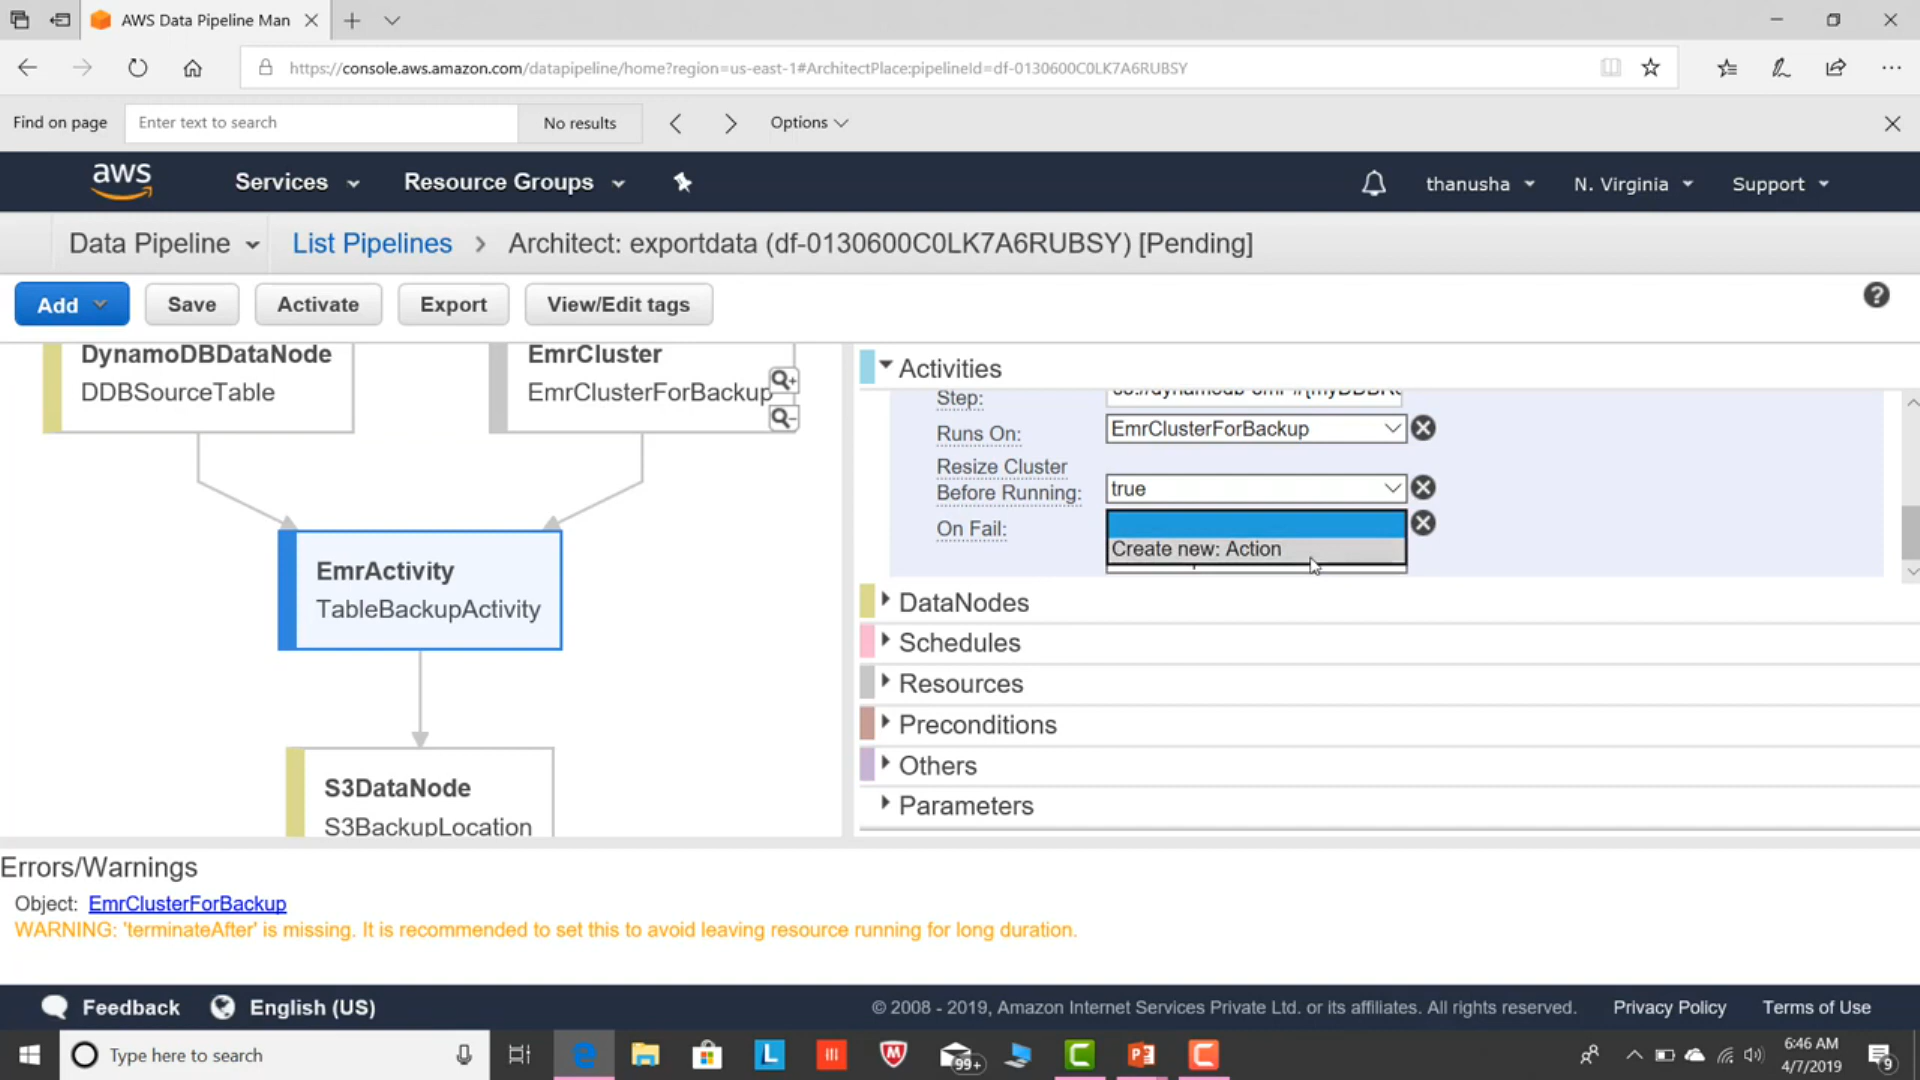 AWS Data Pipeline Man
https://console.aws.amazon.com/datapipeline/home?region=us-east-1#ArchitectPlace:pipelineId=df-0130600C0LK7A6RUBSY
Find on page
Enter text to search
No results
Options
aws
Services
Resource Groups
thanusha
N. Virginia
Support
Data Pipeline
List Pipelines
Architect: exportdata (df-0130600C0LK7A6RUBSY) [Pending]
Add
Save
Activate
Export
View/Edit tags
DynamoDBDataNode
DDBSourceTable
EmrCluster
EmrClusterForBackup
EmrActivity
TableBackupActivity
S3DataNode
S3BackupLocation
Activities
Step:
Runs On:
EmrClusterForBackup
Resize Cluster
Before Running:
true
On Fail:
Create new: Action
DataNodes
Schedules
Resources
Preconditions
Others
Parameters
Errors/Warnings
Object: EmrClusterForBackup
WARNING: 'terminateAfter' is missing. It is recommended to set this to avoid leaving resource running for long duration.
Feedback
English (US)
© 2008 - 2019, Amazon Internet Services Private Ltd. or its affiliates. All rights reserved.
Privacy Policy
Terms of Use
Type here to search
99+
6:46 AM
4/7/2019
9